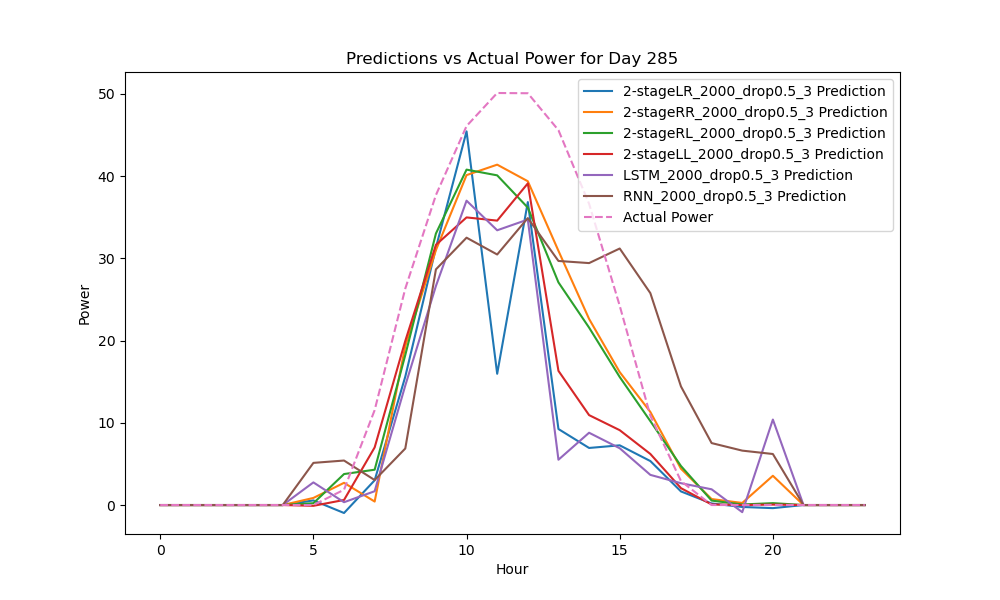 Predictions vs Actual Power for Day 285
2-stageLR_2000_drop0.5_3 Prediction
2-stageRR_2000_drop0.5_3 Prediction
2-stageRL_2000_drop0.5_3 Prediction
2-stageLL_2000_drop0.5_3 Prediction
LSTM_2000_drop0.5_3 Prediction
RNN_2000_drop0.5_3 Prediction
Actual Power
50
40
30
20
10
0
Power
0 5 10 15 20
Hour